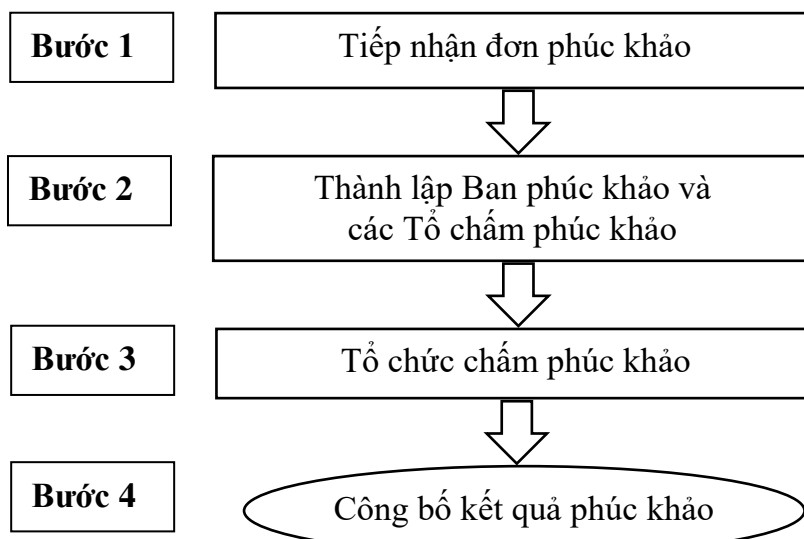 Bước 1
Tiếp nhận đơn phúc khảo
Bước 2
Thành lập Ban phúc khảo và
các Tổ chấm phúc khảo
Bước 3
Tổ chức chấm phúc khảo
Bước 4
Công bố kết quả phúc khảo